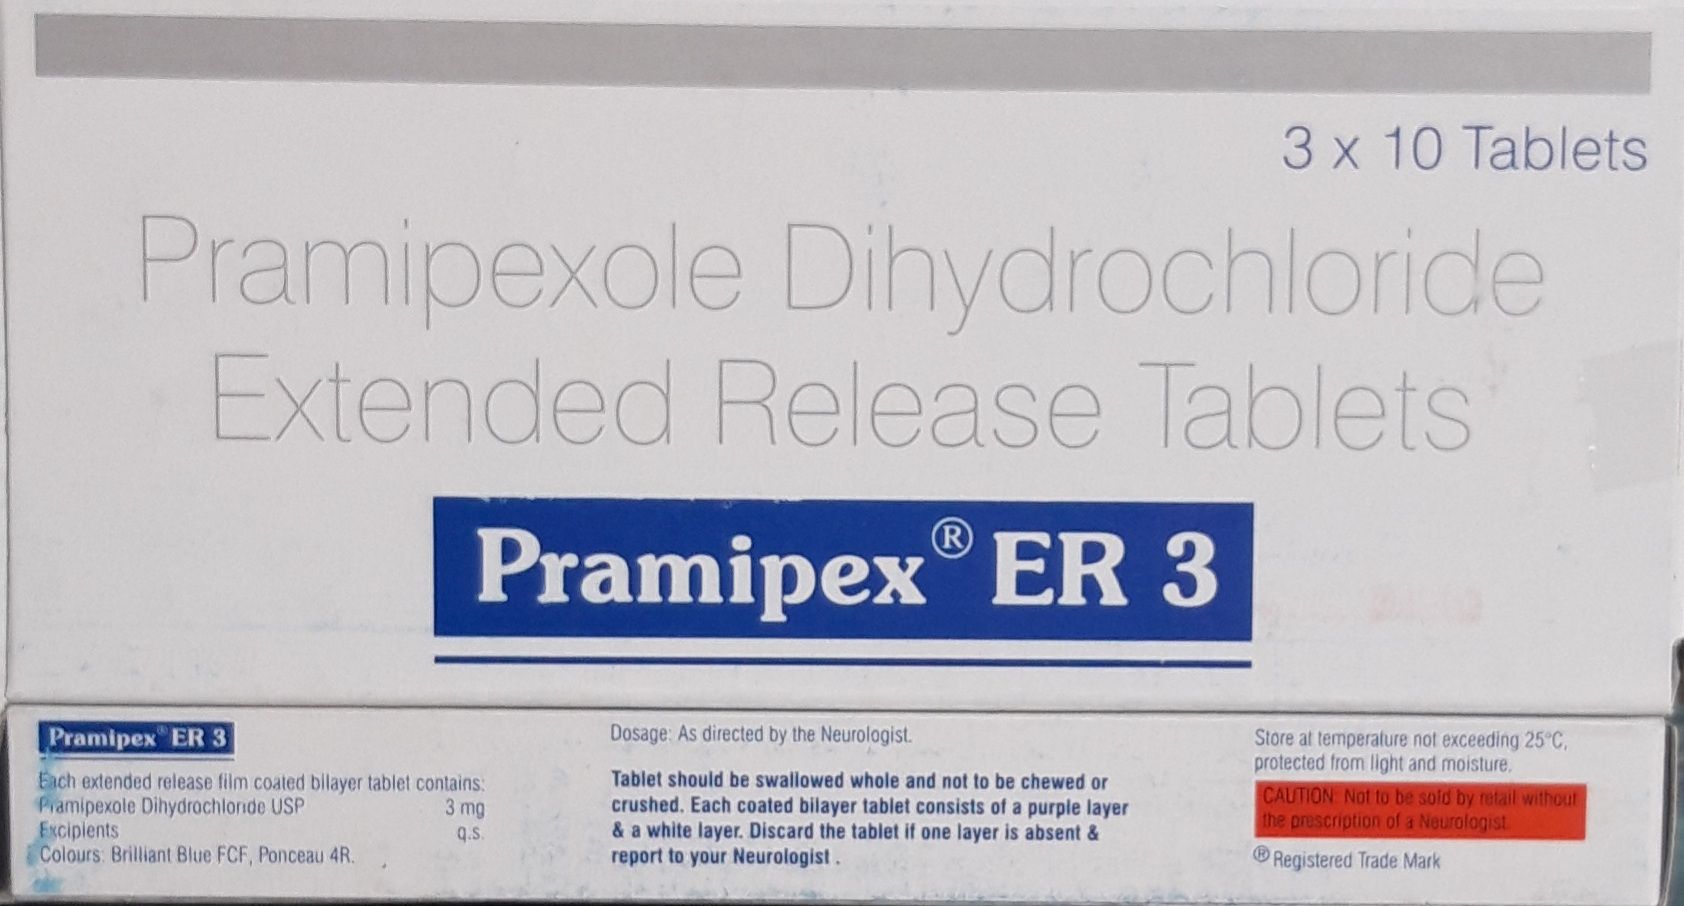 3 x 10 Tablets
Pramipexole Dihydrochloride
Extended Release Tablets
Pramipex® ER 3
Pramipex® ER 3
Each extended release film coated bilayer tablet contains:
Pramipexole Dihydrochloride USP 3 mg
Excipients q.s.
Colours: Brilliant Blue FCF, Ponceau 4R.
Dosage: As directed by the Neurologist.
Tablet should be swallowed whole and not to be chewed or
crushed. Each coated bilayer tablet consists of a purple layer
& a white layer. Discard the tablet if one layer is absent &
report to your Neurologist .
Store at temperature not exceeding 25°C,
protected from light and moisture.
CAUTION: Not to be sold by retail without
the prescription of a Neurologist.
® Registered Trade Mark